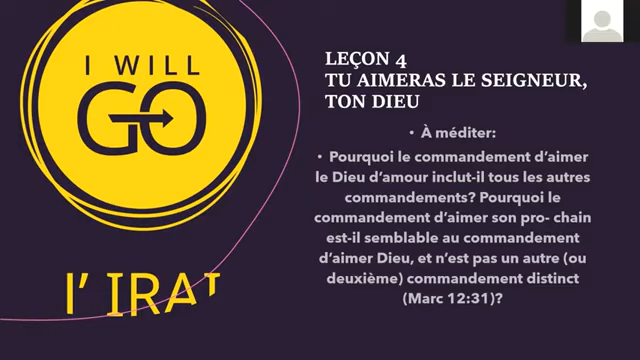 I WILL
GO
I' IRAI
LEÇON 4
TU AIMERAS LE SEIGNEUR,
TON DIEU
• À méditer:
• Pourquoi le commandement d'aimer
le Dieu d'amour inclut-il tous les autres
commandements? Pourquoi le
commandement d'aimer son pro- chain
est-il semblable au commandement
d'aimer Dieu, et n'est pas un autre (ou
deuxième) commandement distinct
(Marc 12:31)?